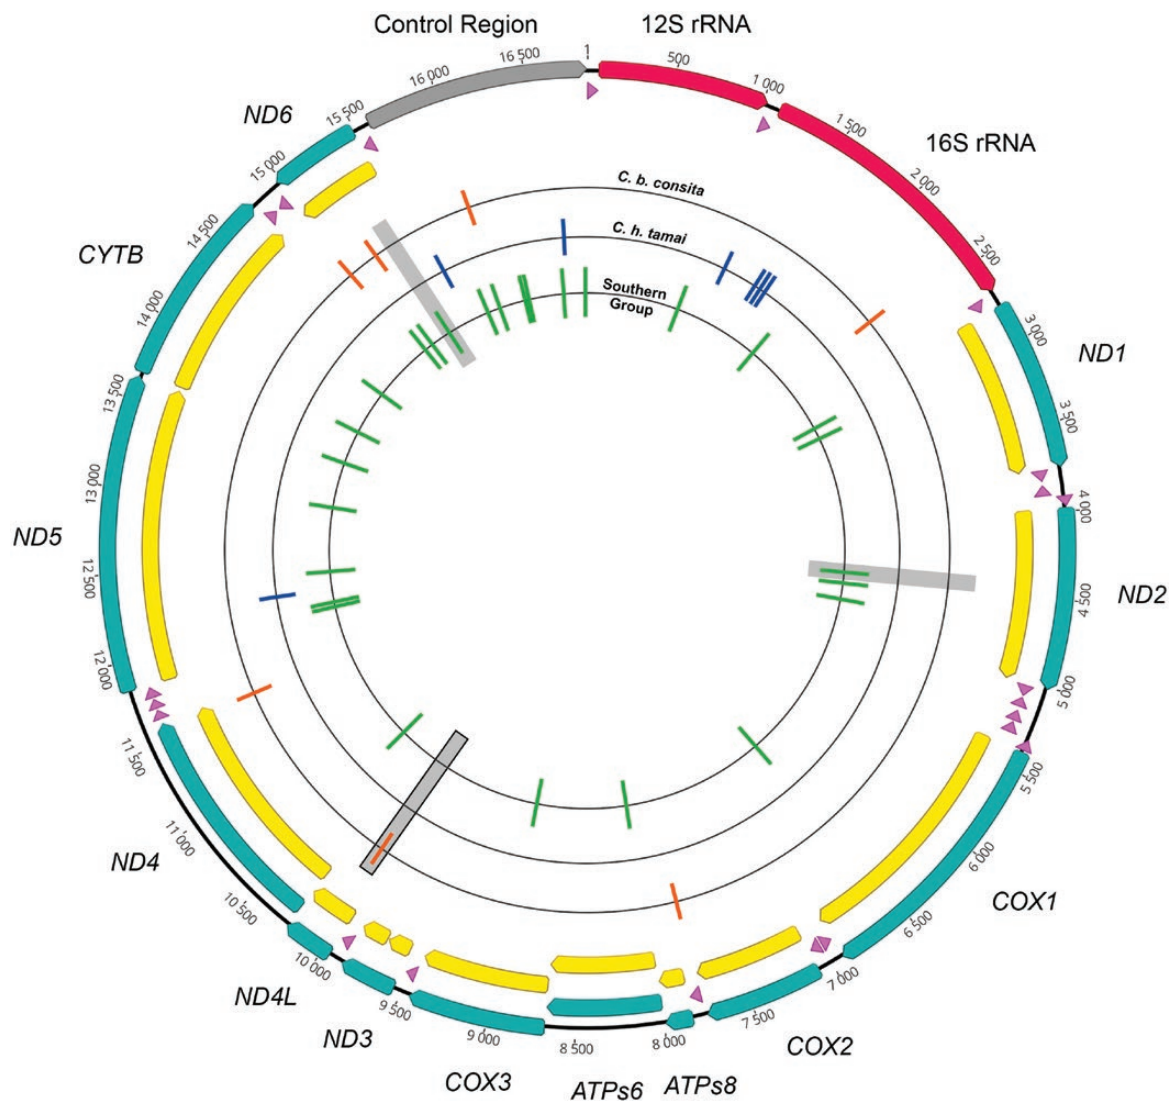 Control Region
12S rRNA
16S rRNA
ND1
ND2
COX1
COX2
ATPs8
ATPs6
COX3
ND3
ND4L
ND4
ND5
CYTB
ND6
1
500
1 000
1 500
2 000
2 500
3 000
3 500
4 000
4 500
5 000
5 500
6 000
6 500
7 000
7 500
8 000
8 500
9 000
9 500
10 000
10 500
11 000
11 500
12 000
12 500
13 000
13 500
14 000
14 500
15 000
15 500
16 000
16 500
C. b. consita
C. h. tamai
Southern
Group